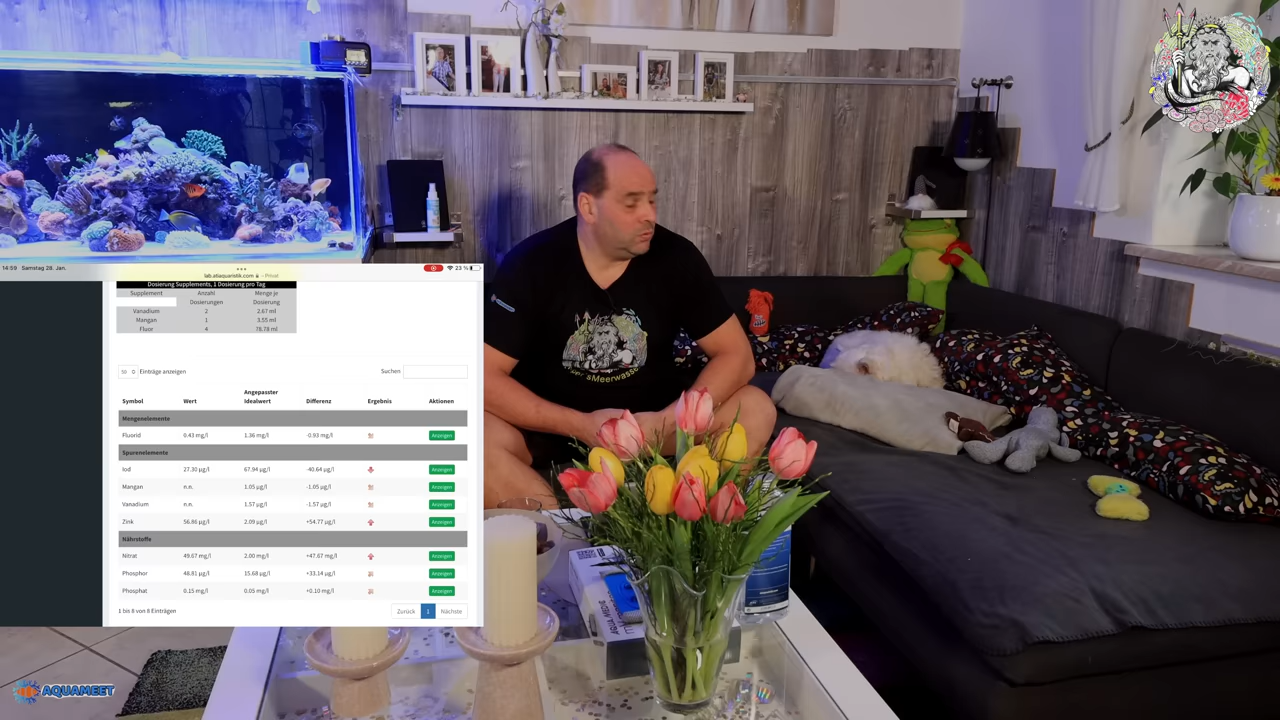 14:09 Samstag 28. Jan.
lab.atiaquaristik.com – Privat
23 %
Dosierung Supplements, 1 Dosierung pro Tag
Supplement Anzahl Dosierungen Menge je Dosierung
Vanadium 2 2.67 ml
Mangan 1 3.55 ml
Fluor 4 78.78 ml
50 Einträge anzeigen
Suchen
Symbol Wert Angepasster Idealwert Differenz Ergebnis Aktionen
Mengenelemente
Fluorid 0.43 mg/l 1.36 mg/l -0.93 mg/l Anzeigen
Spurenelemente
Iod 27.30 µg/l 67.94 µg/l -40.64 µg/l Anzeigen
Mangan n.n. 1.05 µg/l -1.05 µg/l Anzeigen
Vanadium n.n. 1.57 µg/l -1.57 µg/l Anzeigen
Zink 56.86 µg/l 2.09 µg/l +54.77 µg/l Anzeigen
Nährstoffe
Nitrat 49.67 mg/l 2.00 mg/l +47.67 mg/l Anzeigen
Phosphor 48.81 µg/l 15.68 µg/l +33.14 µg/l Anzeigen
Phosphat 0.15 mg/l 0.05 mg/l +0.10 mg/l Anzeigen
1 bis 8 von 8 Einträgen
Zurück 1 Nächste
AQUAMEET